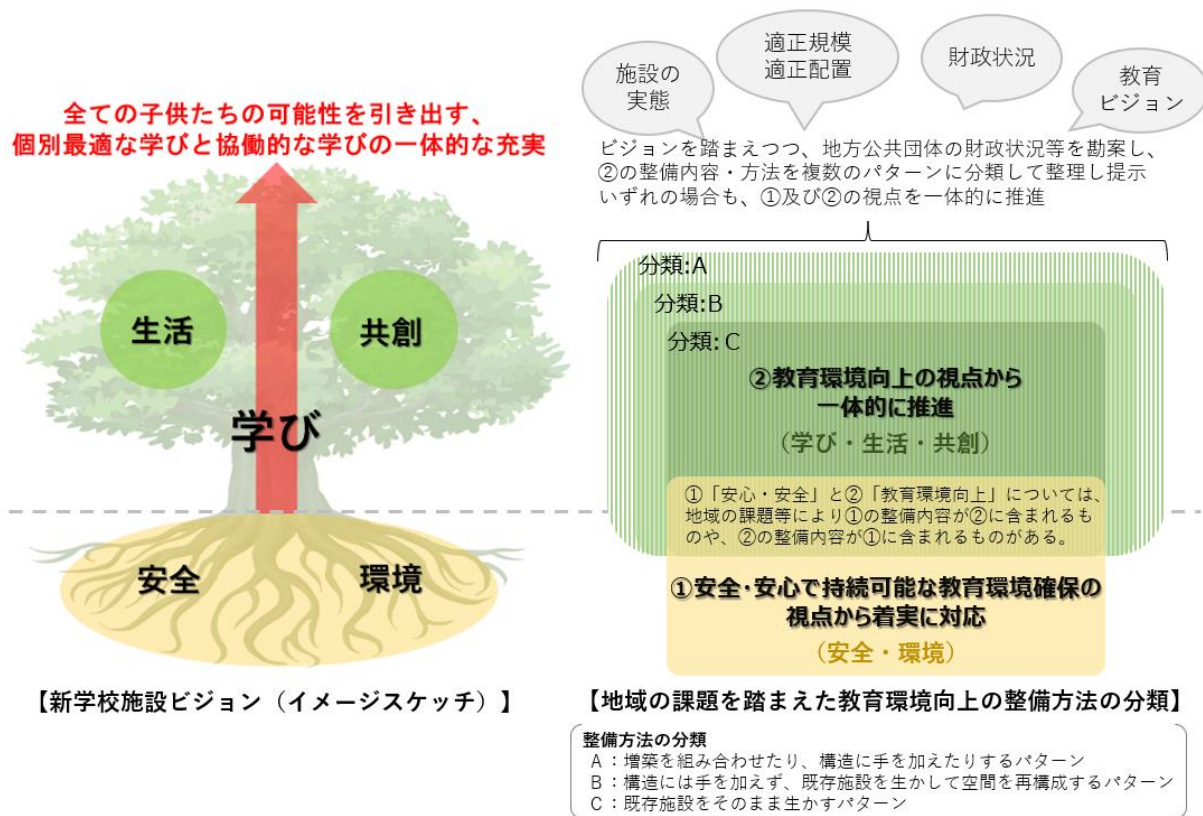 全ての子供たちの可能性を引き出す、
個別最適な学びと協働的な学びの一体的な充実
生活
共創
学び
安全
環境
【新学校施設ビジョン（イメージスケッチ）】
施設の
実態
適正規模
適正配置
財政状況
教育
ビジョン
ビジョンを踏まえつつ、地方公共団体の財政状況等を勘案し、
②の整備内容・方法を複数のパターンに分類して整理し提示
いずれの場合も、①及び②の視点を一体的に推進
分類:A
分類:B
分類:C
②教育環境向上の視点から
一体的に推進
（学び・生活・共創）
①「安心・安全」と②「教育環境向上」については、
地域の課題等により①の整備内容が②に含まれるも
のや、②の整備内容が①に含まれるものがある。
①安全・安心で持続可能な教育環境確保の
視点から着実に対応
（安全・環境）
【地域の課題を踏まえた教育環境向上の整備方法の分類】
整備方法の分類
A：増築を組み合わせたり、構造に手を加えたりするパターン
B：構造には手を加えず、既存施設を生かして空間を再構成するパターン
C：既存施設をそのまま生かすパターン